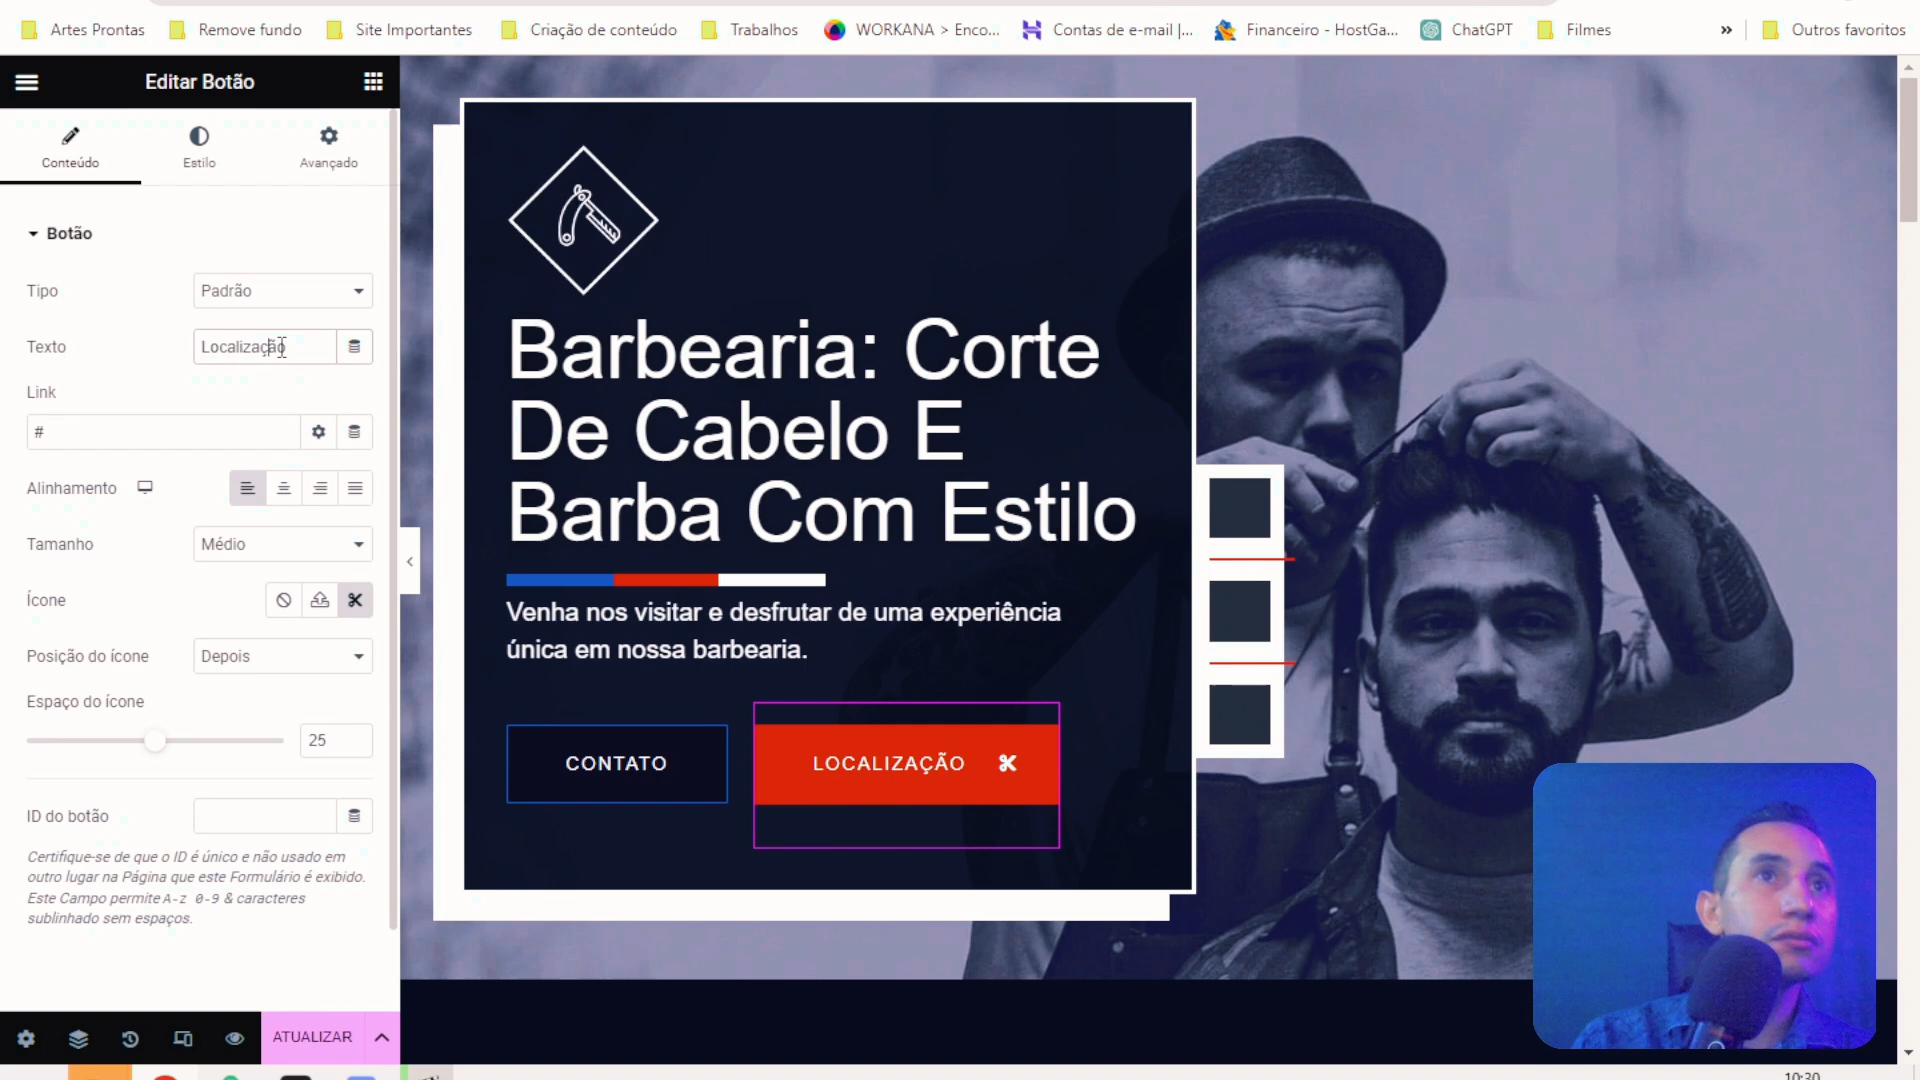 Artes Prontas
Remove fundo
Site Importantes
Criação de conteúdo
Trabalhos
WORKANA > Enco...
Contas de e-mail |...
Financeiro - HostGa...
ChatGPT
Filmes
»
Outros favoritos
Editar Botão
Conteúdo
Estilo
Avançado
Botão
Tipo
Padrão
Texto
Localização
Link
#
Alinhamento
Tamanho
Médio
Ícone
Posição do ícone
Depois
Espaço do ícone
25
ID do botão
Certifique-se de que o ID é único e não usado em
outro lugar na Página que este Formulário é exibido.
Este Campo permite A-z 0-9 & caracteres
sublinhado sem espaços.
ATUALIZAR
Barbearia: Corte
De Cabelo E
Barba Com Estilo
Venha nos visitar e desfrutar de uma experiência
única em nossa barbearia.
CONTATO
LOCALIZAÇÃO
10:30